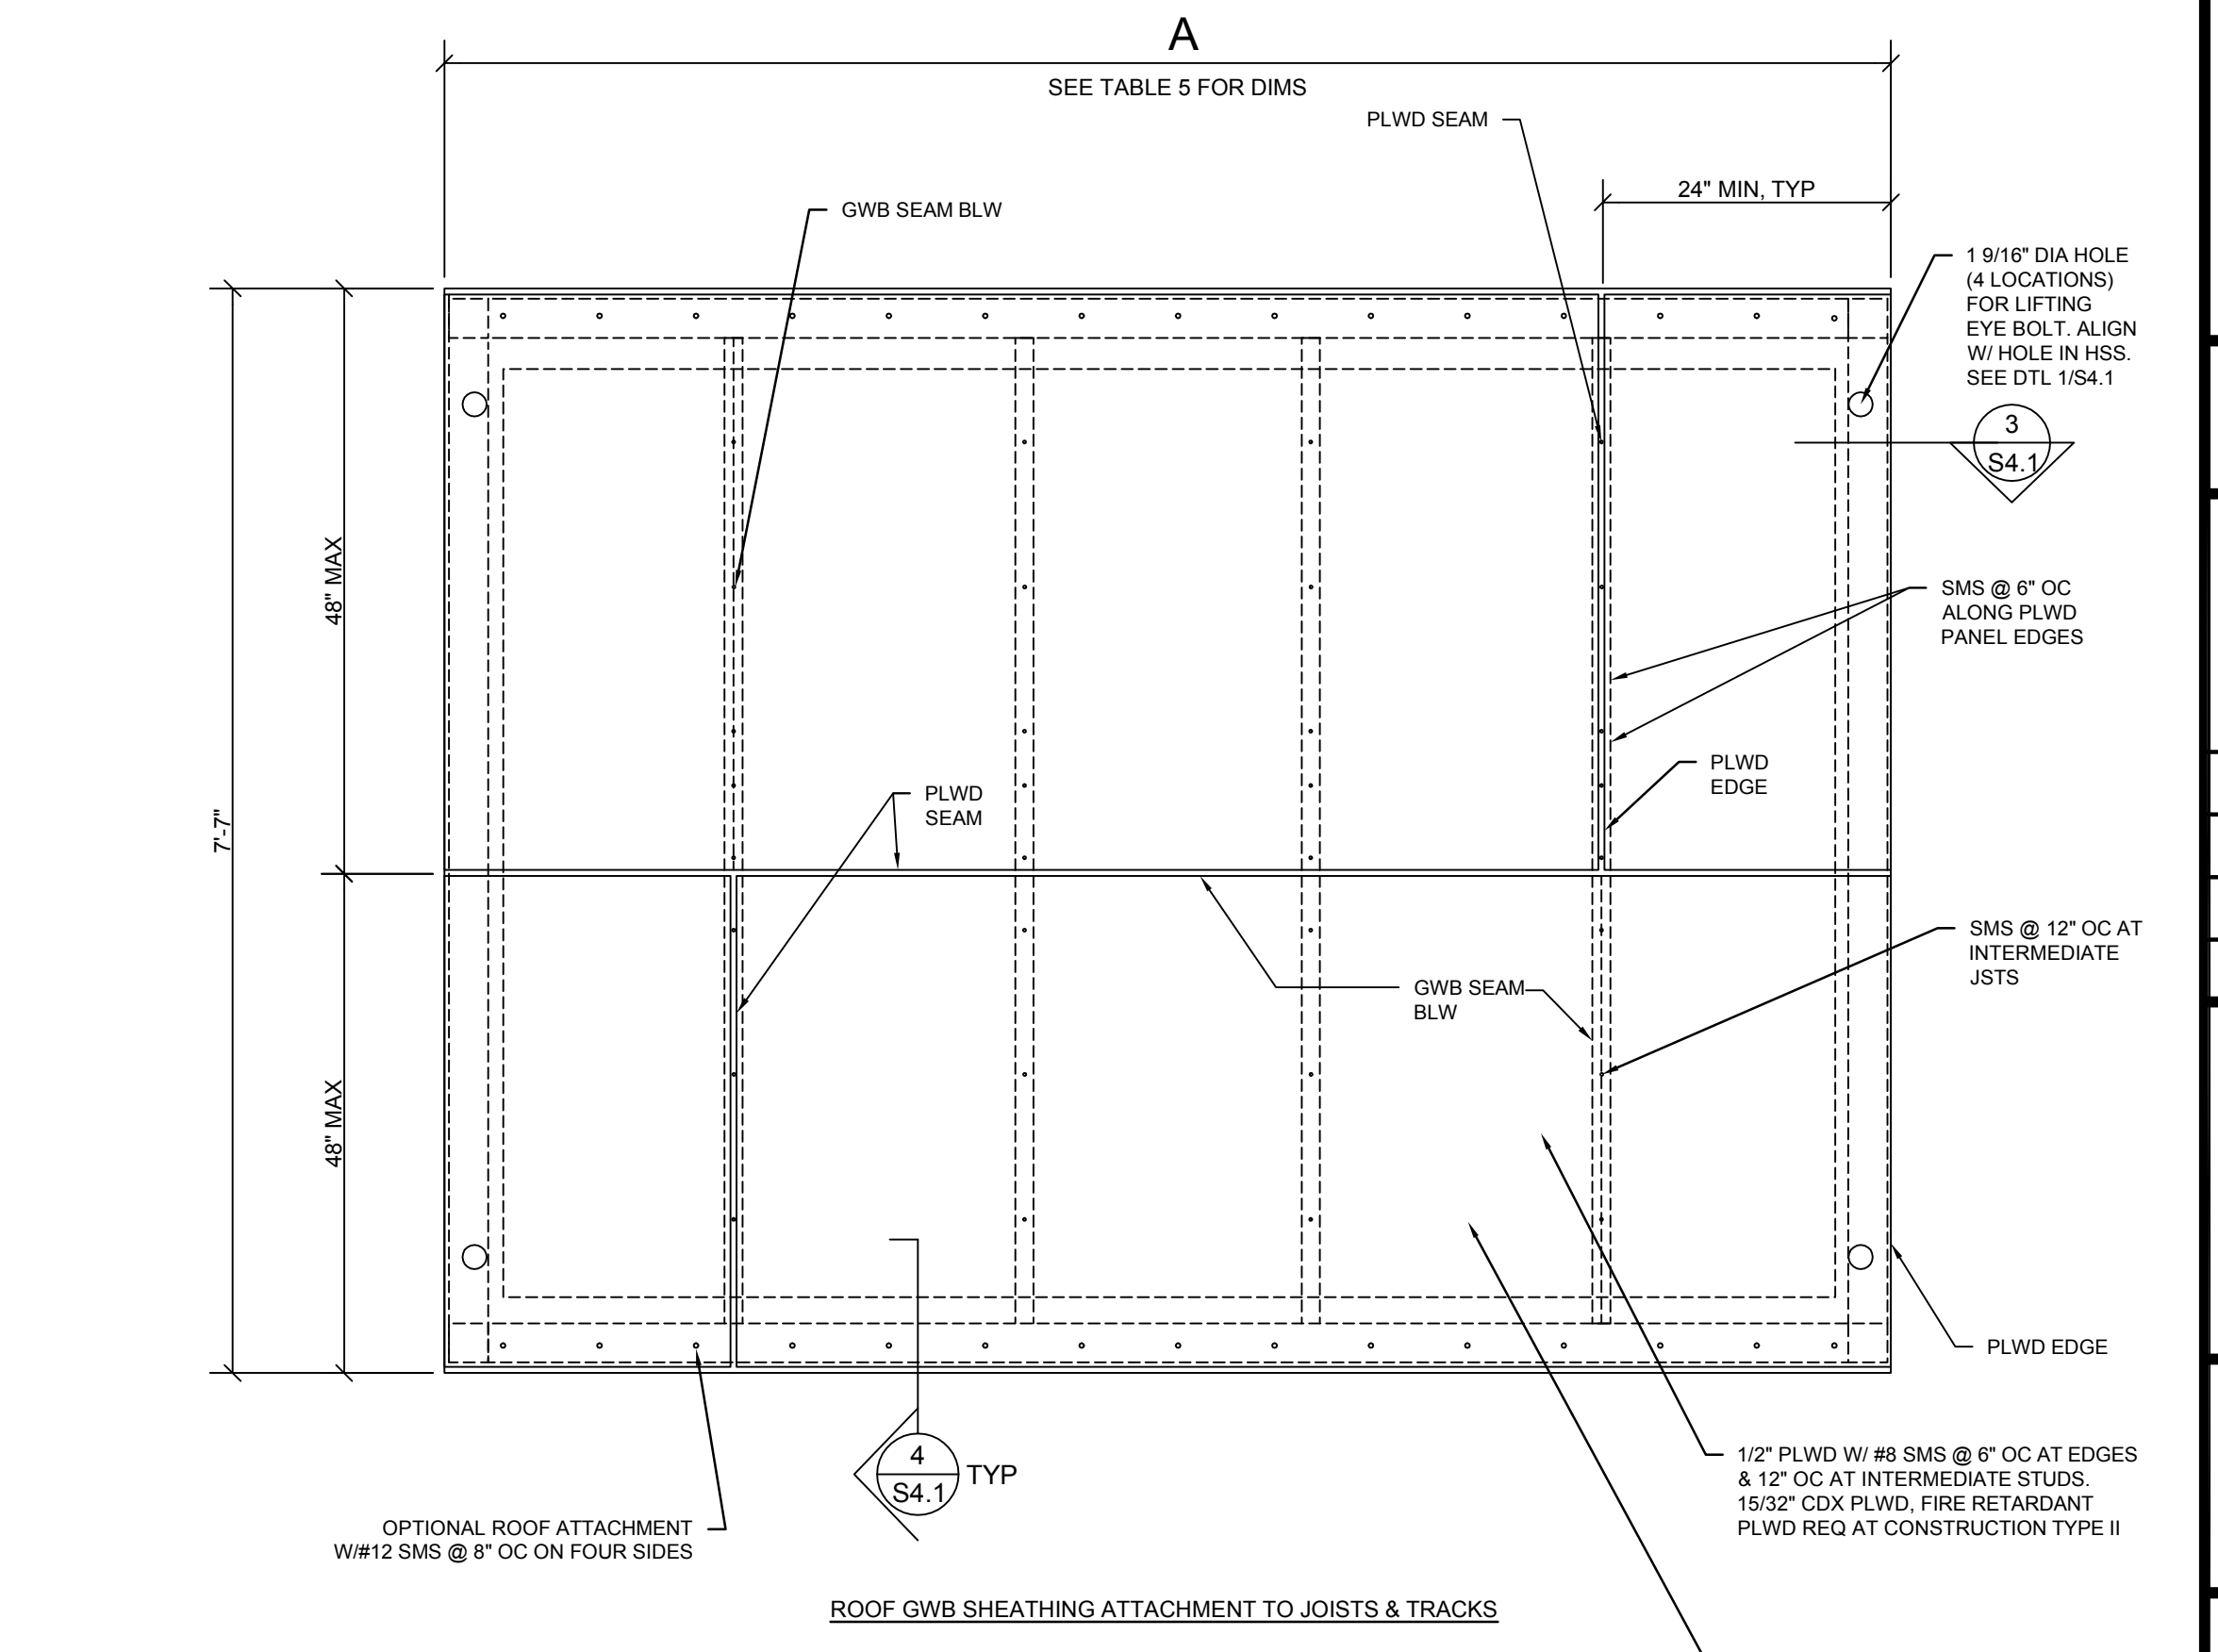 A
SEE TABLE 5 FOR DIMS
PLWD SEAM
24" MIN, TYP
GWB SEAM BLW
1 9/16" DIA HOLE
(4 LOCATIONS)
FOR LIFTING
EYE BOLT. ALIGN
W/ HOLE IN HSS.
SEE DTL 1/S4.1
3
S4.1
48" MAX
SMS @ 6" OC
ALONG PLWD
PANEL EDGES
PLWD
EDGE
PLWD
SEAM
7'-7"
SMS @ 12" OC AT
INTERMEDIATE
JSTS
GWB SEAM
BLW
48" MAX
PLWD EDGE
4
S4.1
TYP
1/2" PLWD W/ #8 SMS @ 6" OC AT EDGES
& 12" OC AT INTERMEDIATE STUDS.
15/32" CDX PLWD, FIRE RETARDANT
PLWD REQ AT CONSTRUCTION TYPE II
OPTIONAL ROOF ATTACHMENT
W/#12 SMS @ 8" OC ON FOUR SIDES
ROOF GWB SHEATHING ATTACHMENT TO JOISTS & TRACKS